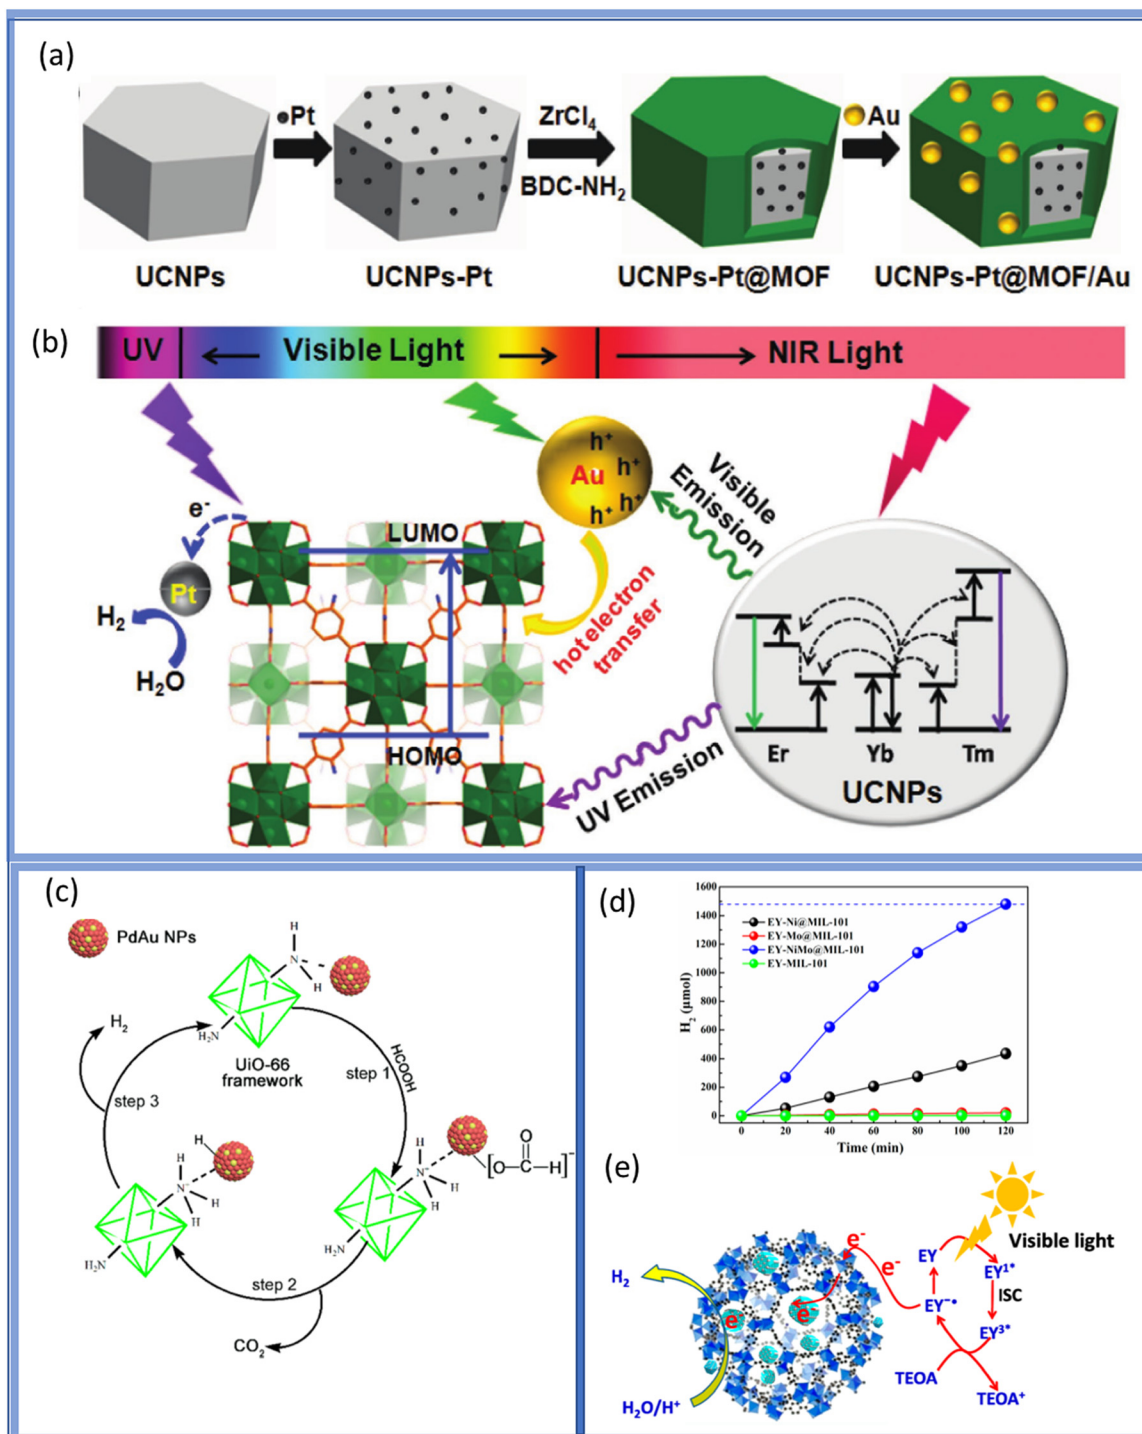 (a)
Pt
ZrCl4
BDC-NH2
Au
UCNPs
UCNPs-Pt
UCNPs-Pt@MOF
UCNPs-Pt@MOF/Au
(b)
UV
Visible Light
NIR Light
h+
Au
h+
h+
h+
Visible
Emission
e-
LUMO
Pt
H2
H2O
hot electron
transfer
HOMO
UV Emission
Er
Yb
Tm
UCNPs
(c)
PdAu NPs
H
N
H
H2
H2N
UiO-66
framework
HCOOH
step 1
step 3
H
H
N-
H
H
H
N-
H
H
O
[O-C-H]-
H2N
H2N
step 2
CO2
(d)
1600
1400
1200
1000
800
600
400
200
0
H2 (μmol)
EY-Ni@MIL-101
EY-Mo@MIL-101
EY-NiMo@MIL-101
EY-MIL-101
0 20 40 60 80 100 120
Time (min)
(e)
Visible light
e-
e-
EY
EY1*
ISC
EY-•
EY3*
H2
e-
e-
TEOA
TEOA+
H2O/H+